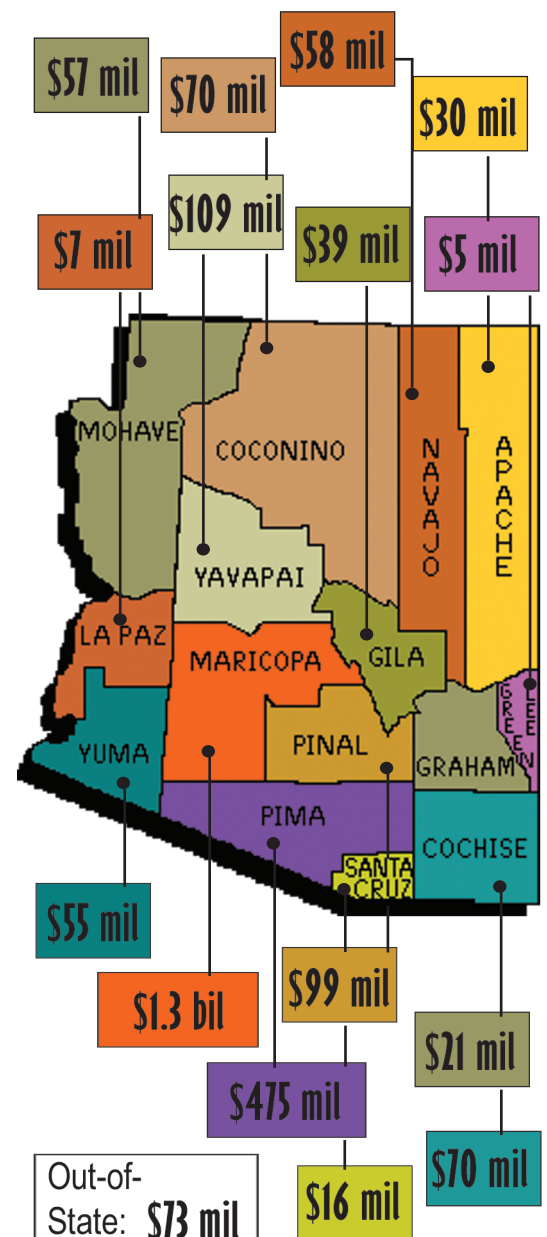 $58 mil
$57 mil
$70 mil
$30 mil
$109 mil
$39 mil
$7 mil
$5 mil
MOHAVE
COCONINO
NAVAJO
APACHE
YAVAPAI
LA PAZ
MARICOPA
GILA
GREEN
LEE
YUMA
PINAL
GRAHAM
PIMA
COCHISE
SANTA
CRUZ
$55 mil
$99 mil
$1.3 bil
$21 mil
$475 mil
$70 mil
Out-of-
State: $73 mil
$16 mil